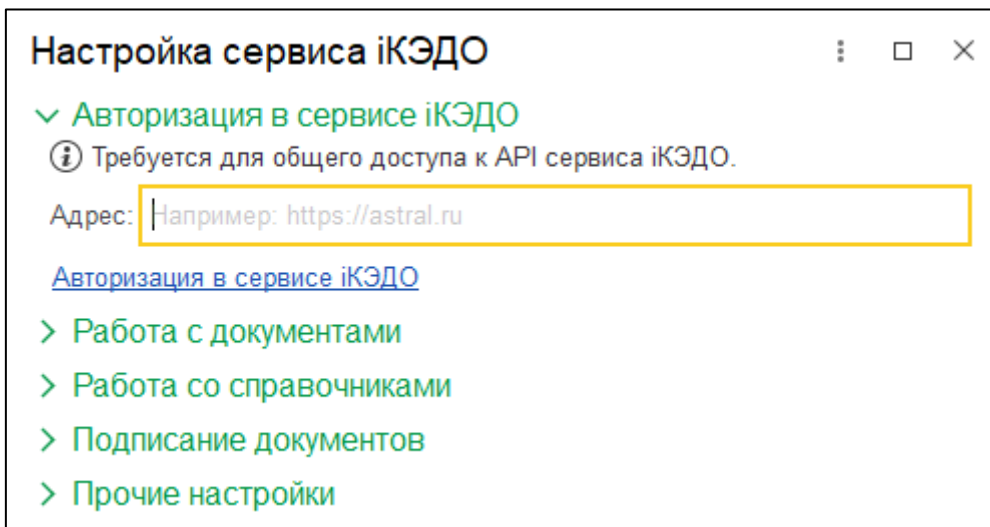 Настройка сервиса iКЭДО
Авторизация в сервисе iКЭДО
Требуется для общего доступа к API сервиса iКЭДО.
Адрес: Например: https://astral.ru
Авторизация в сервисе iКЭДО
Работа с документами
Работа со справочниками
Подписание документов
Прочие настройки